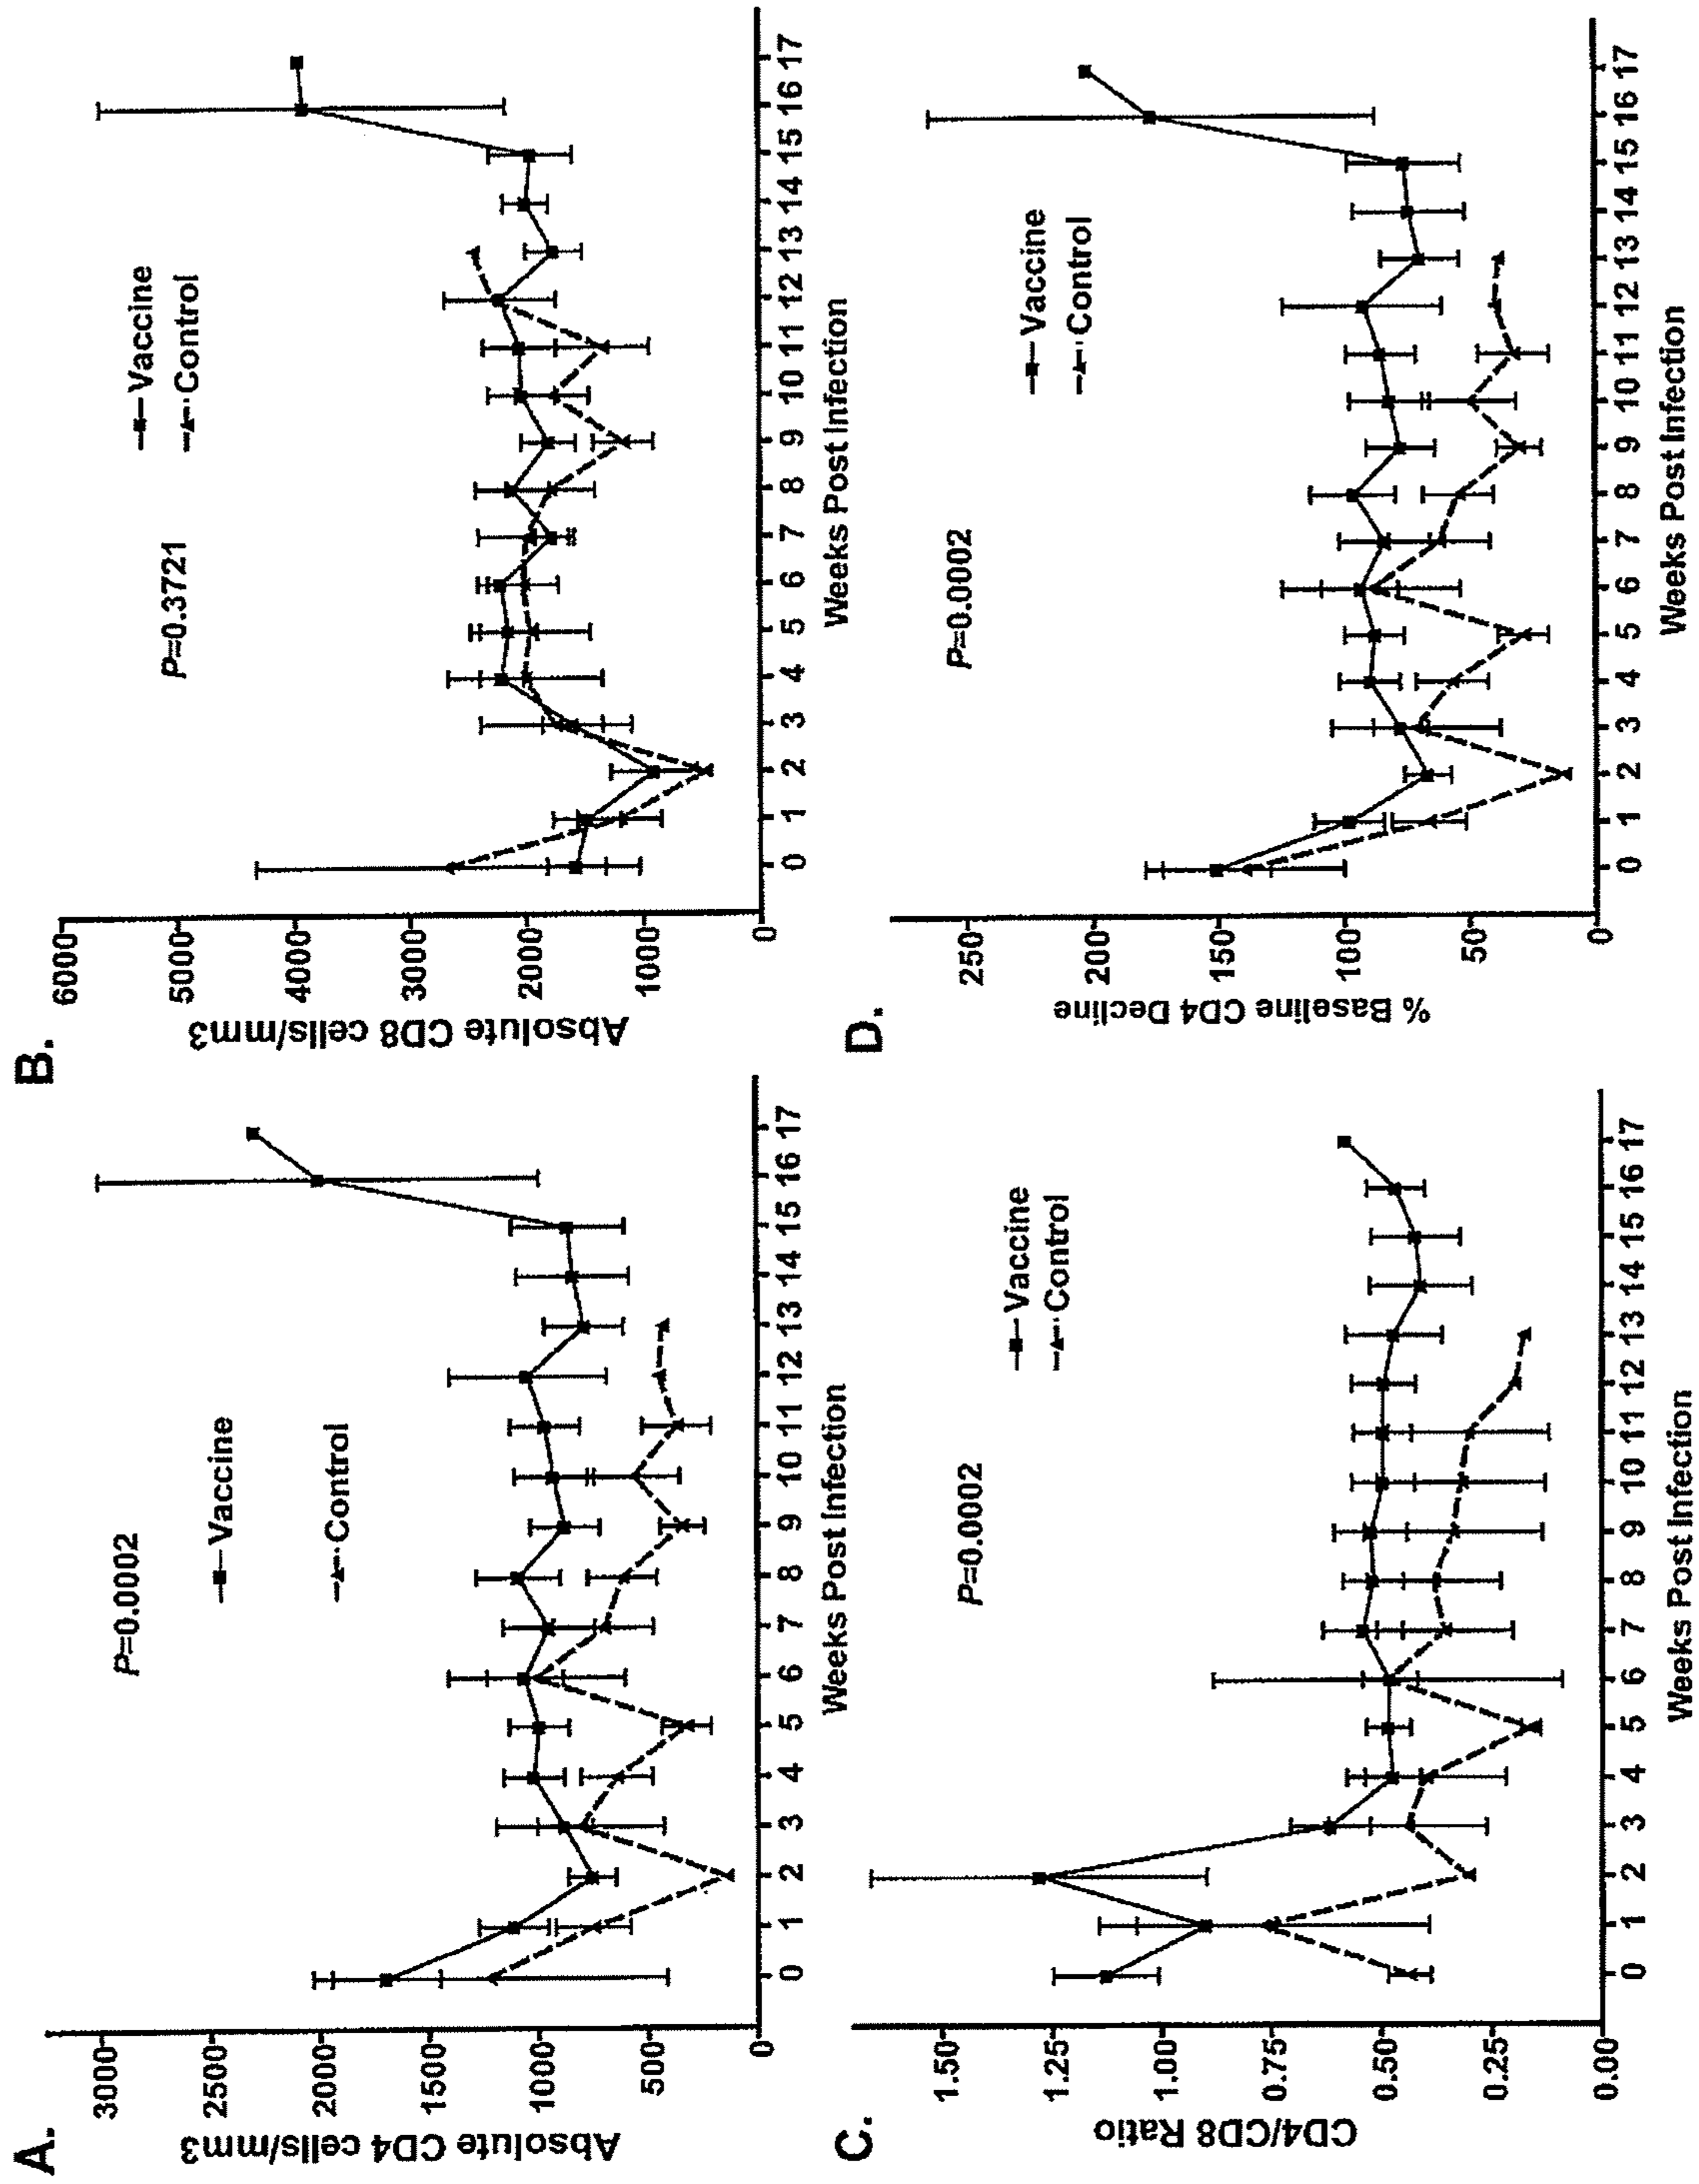 A.
Absolute CD4 cells/mm3
3000
2500
2000
1500
1000
500
0
P=0.0002
Vaccine
Control
0 1 2 3 4 5 6 7 8 9 10 11 12 13 14 15 16 17
Weeks Post Infection
B.
Absolute CD8 cells/mm3
6000
5000
4000
3000
2000
1000
0
P=0.3721
Vaccine
Control
0 1 2 3 4 5 6 7 8 9 10 11 12 13 14 15 16 17
Weeks Post Infection
C.
CD4/CD8 Ratio
1.50
1.25
1.00
0.75
0.50
0.25
0.00
P=0.0002
Vaccine
Control
0 1 2 3 4 5 6 7 8 9 10 11 12 13 14 15 16 17
Weeks Post Infection
D.
% Baseline CD4 Decline
250
200
150
100
50
0
P=0.0002
Vaccine
Control
0 1 2 3 4 5 6 7 8 9 10 11 12 13 14 15 16 17
Weeks Post Infection